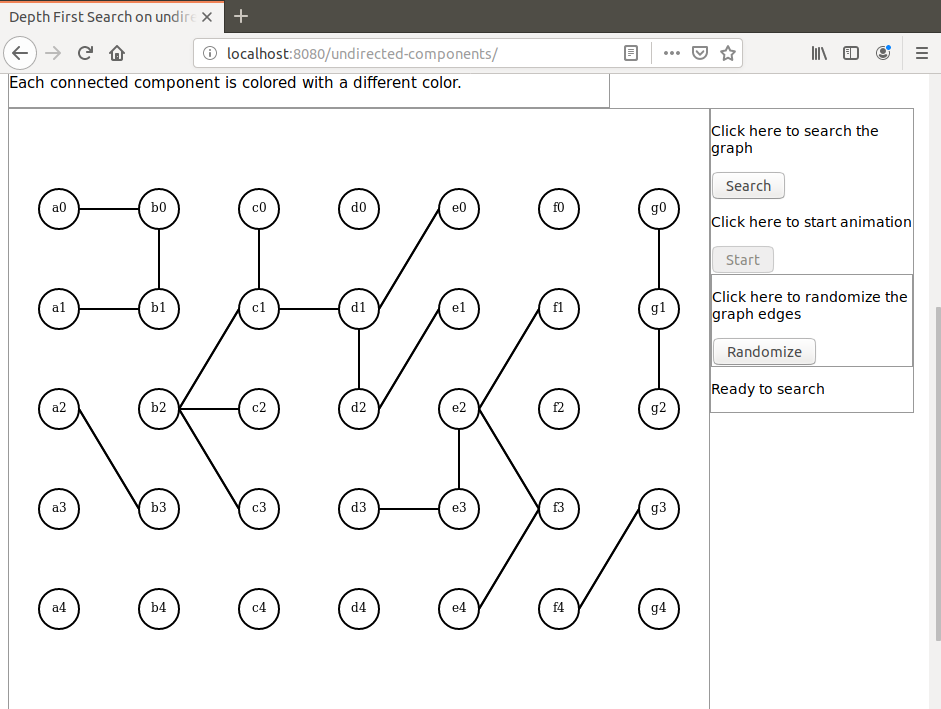 Depth First Search on undire
localhost:8080/undirected-components/
Each connected component is colored with a different color.
Click here to search the
graph
Search
Click here to start animation
Start
Click here to randomize the
graph edges
Randomize
Ready to search
a0 b0 c0 d0 e0 f0 g0
a1 b1 c1 d1 e1 f1 g1
a2 b2 c2 d2 e2 f2 g2
a3 b3 c3 d3 e3 f3 g3
a4 b4 c4 d4 e4 f4 g4